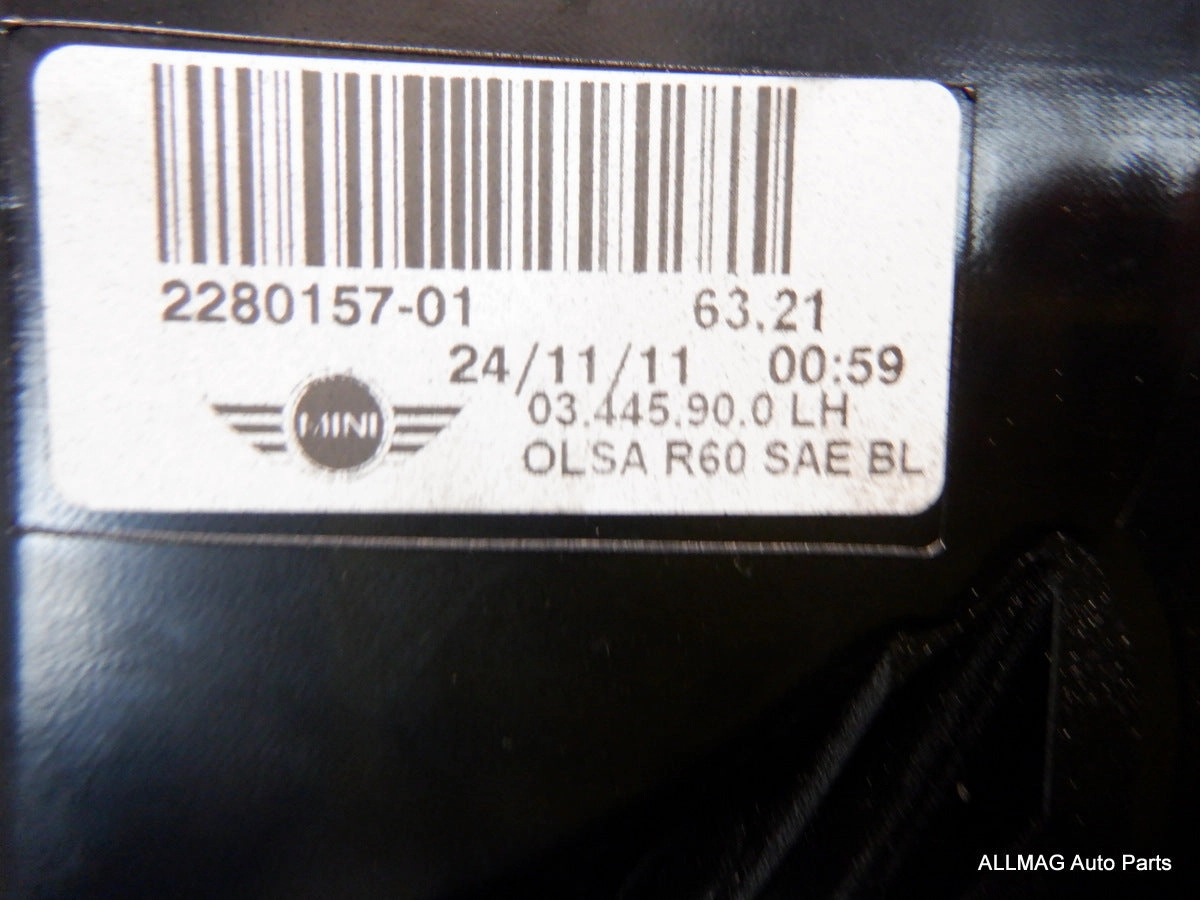 2280157-01 63.21
24/11/11 00:59
03.445.90.0 LH
MINI
OLSA R60 SAE BL
ALLMAG Auto Parts